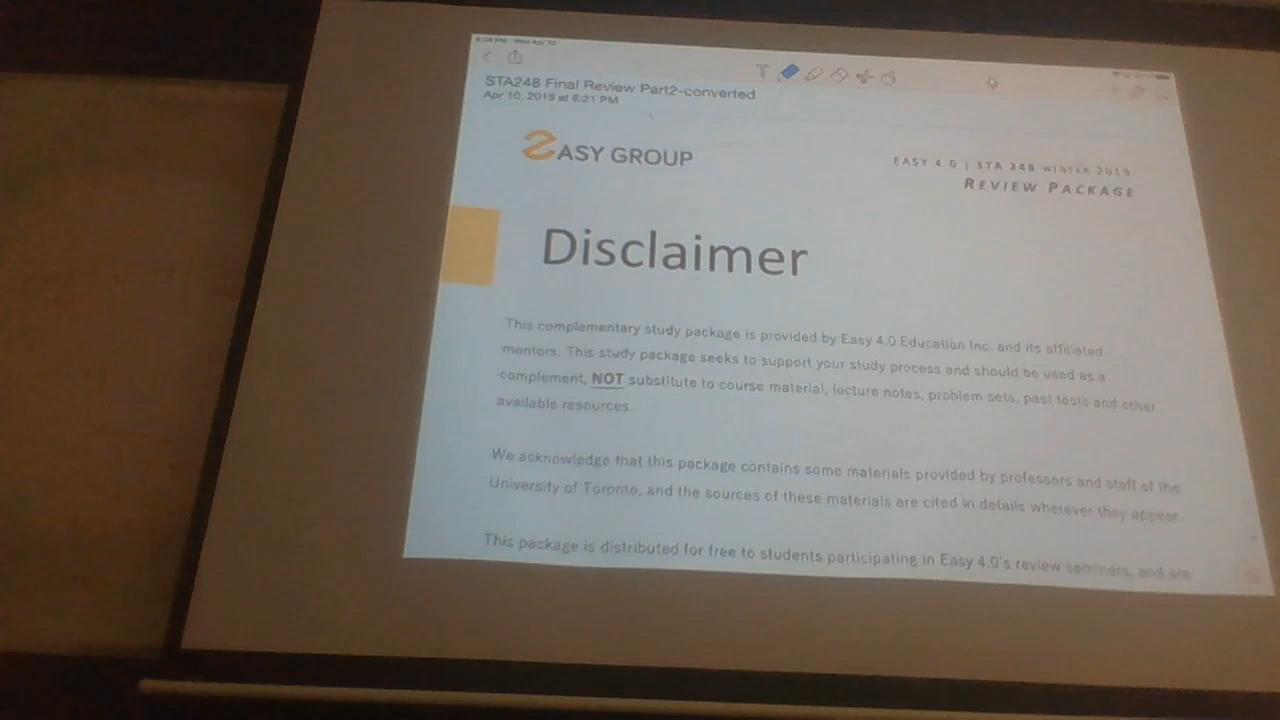 STA248 Final Review Part2-converted
Apr 10, 2019 at 6:21 PM
EASY GROUP
EASY 4.0 | STA 248 WINTER 2019
REVIEW PACKAGE
Disclaimer
This complementary study package is provided by Easy 4.0 Education Inc. and its affiliated
mentors. This study package seeks to support your study process and should be used as a
complement, NOT substitute to course material, lecture notes, problem sets, past tests and other
available resources.
We acknowledge that this package contains some materials provided by professors and staff of the
University of Toronto, and the sources of these materials are cited in details wherever they appear.
This package is distributed for free to students participating in Easy 4.0's review seminars, and are